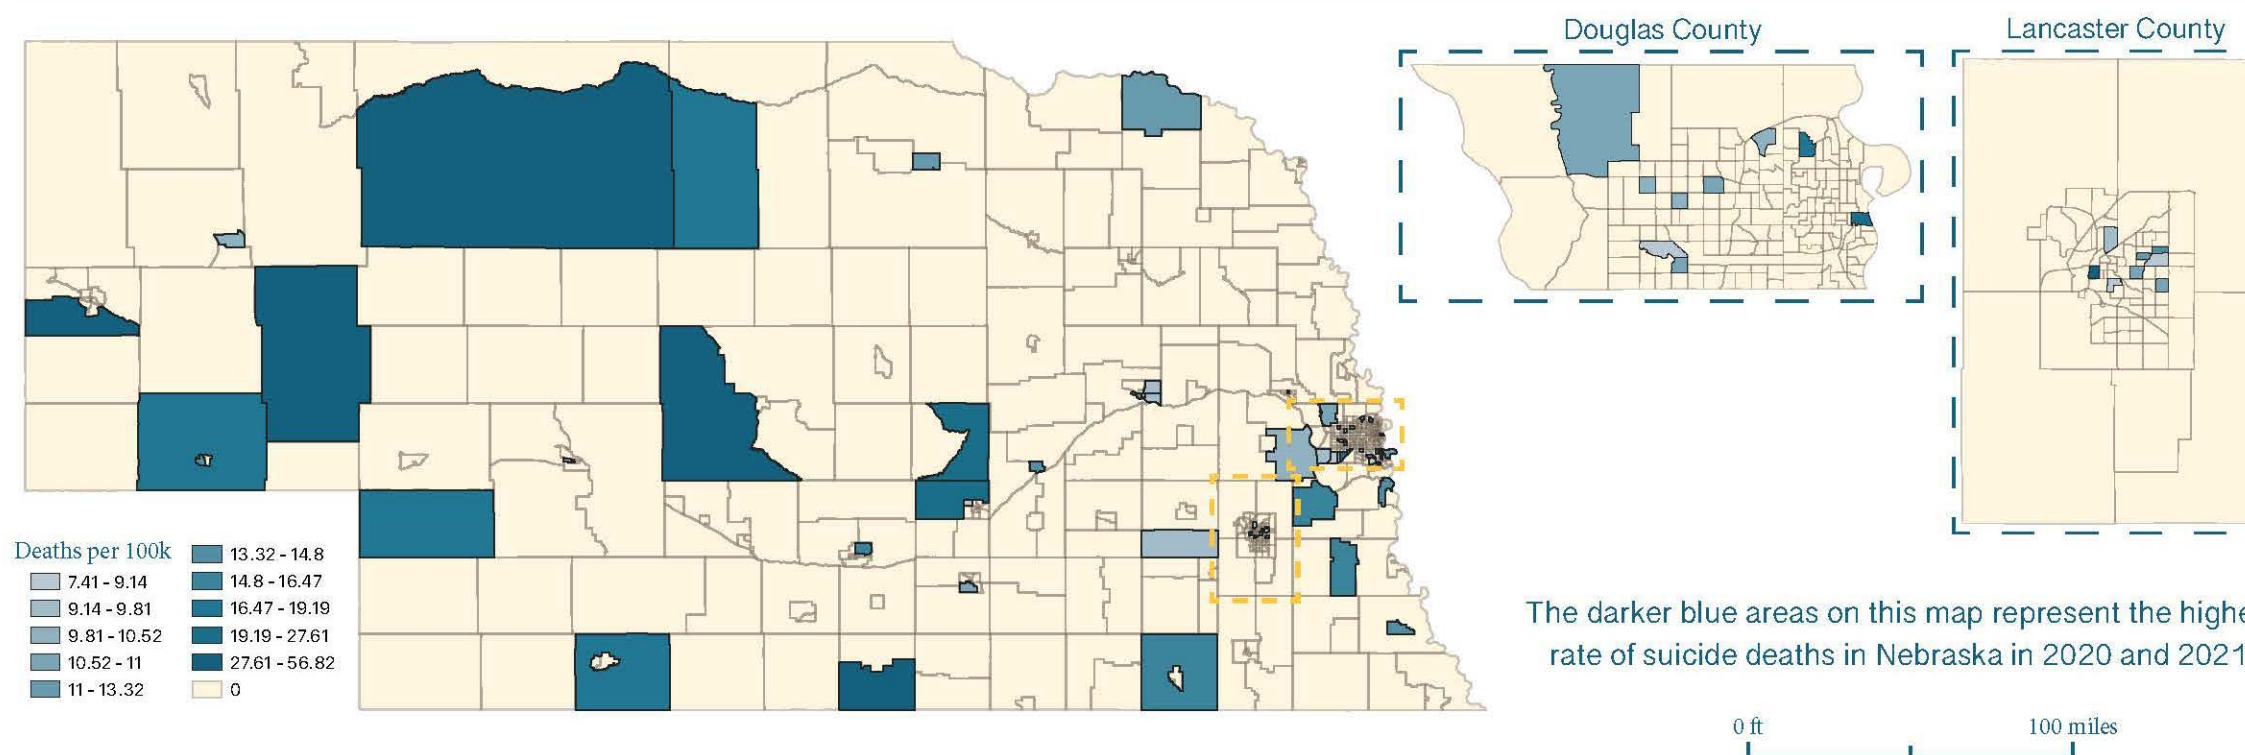 Douglas County
Lancaster County
Deaths per 100k
7.41 - 9.14
9.14 - 9.81
9.81 - 10.52
10.52 - 11
11 - 13.32
13.32 - 14.8
14.8 - 16.47
16.47 - 19.19
19.19 - 27.61
27.61 - 56.82
0
The darker blue areas on this map represent the highe
rate of suicide deaths in Nebraska in 2020 and 2021
0 ft
100 miles